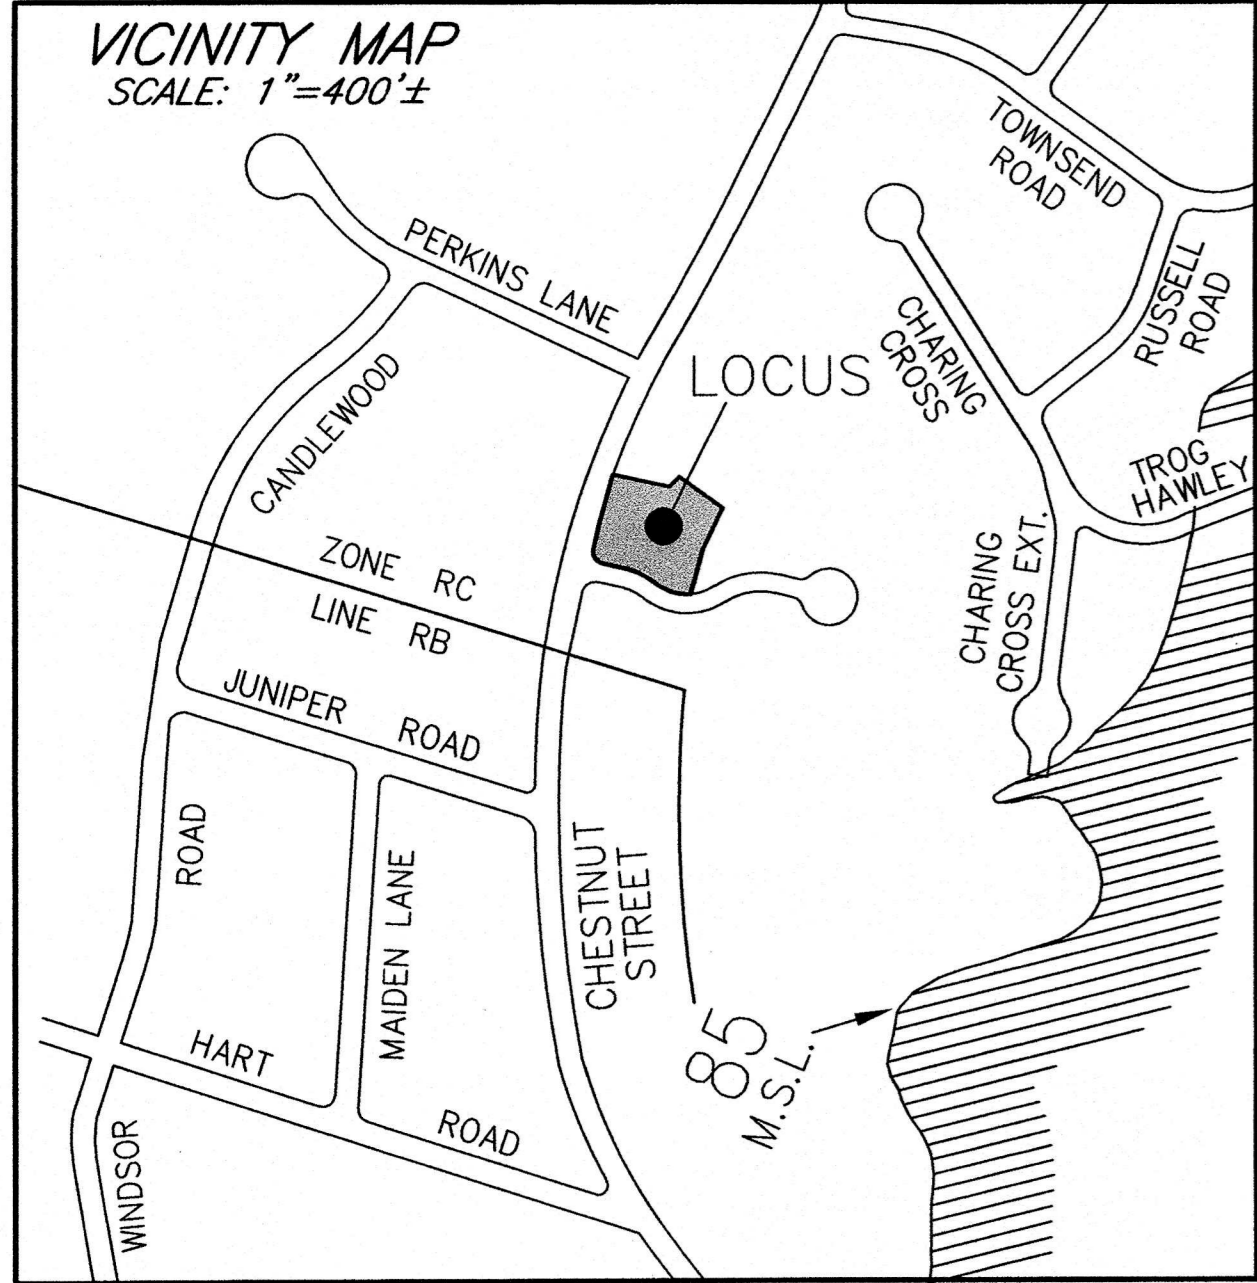 VICINITY MAP
SCALE: 1"=400'±
TOWNSEND
ROAD
PERKINS LANE
RUSSELL
ROAD
CHARING
CROSS
LOCUS
CANDLEWOOD
TROG
HAWLEY
ZONE RC
LINE RB
CHARING
CROSS EXT.
JUNIPER ROAD
ROAD
MAIDEN LANE
CHESTNUT
STREET
85
M.S.L.
HART
ROAD
WINDSOR